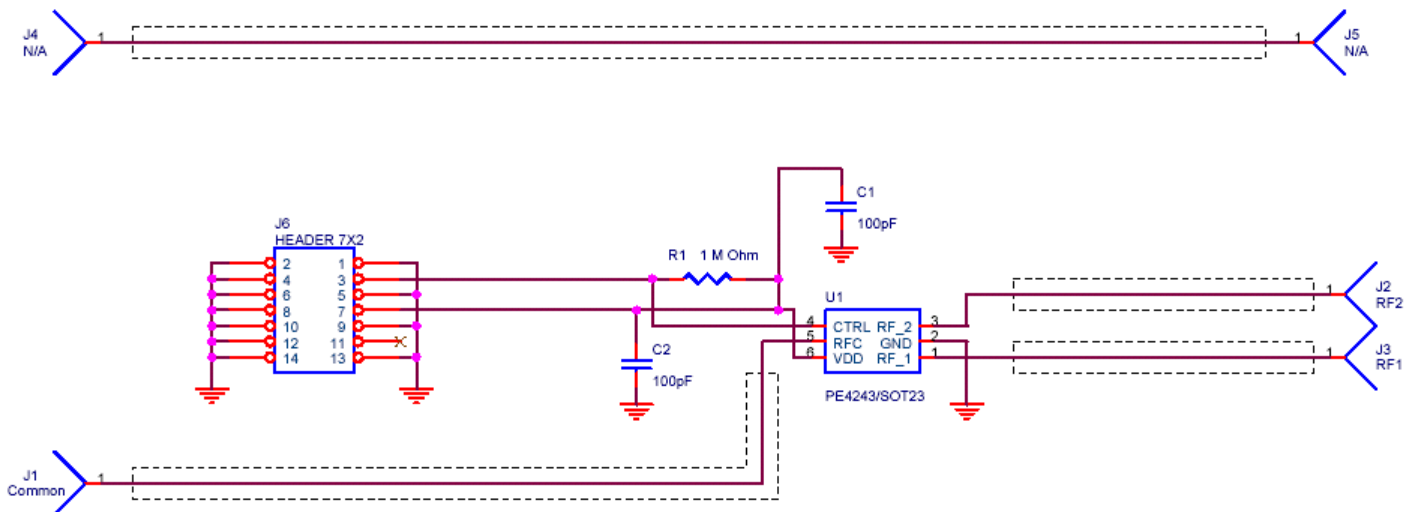 J4
N/A
1
1
J5
N/A
C1
100pF
J6
HEADER 7X2
R1 1 M Ohm
2 1
4 3
6 5
8 7
10 9
12 11
14 13
U1
4 CTRL RF_2 3
5 RFC GND 2
6 VDD RF_1 1
PE4243/SOT23
C2
100pF
1
J2
RF2
1
J3
RF1
J1
Common
1